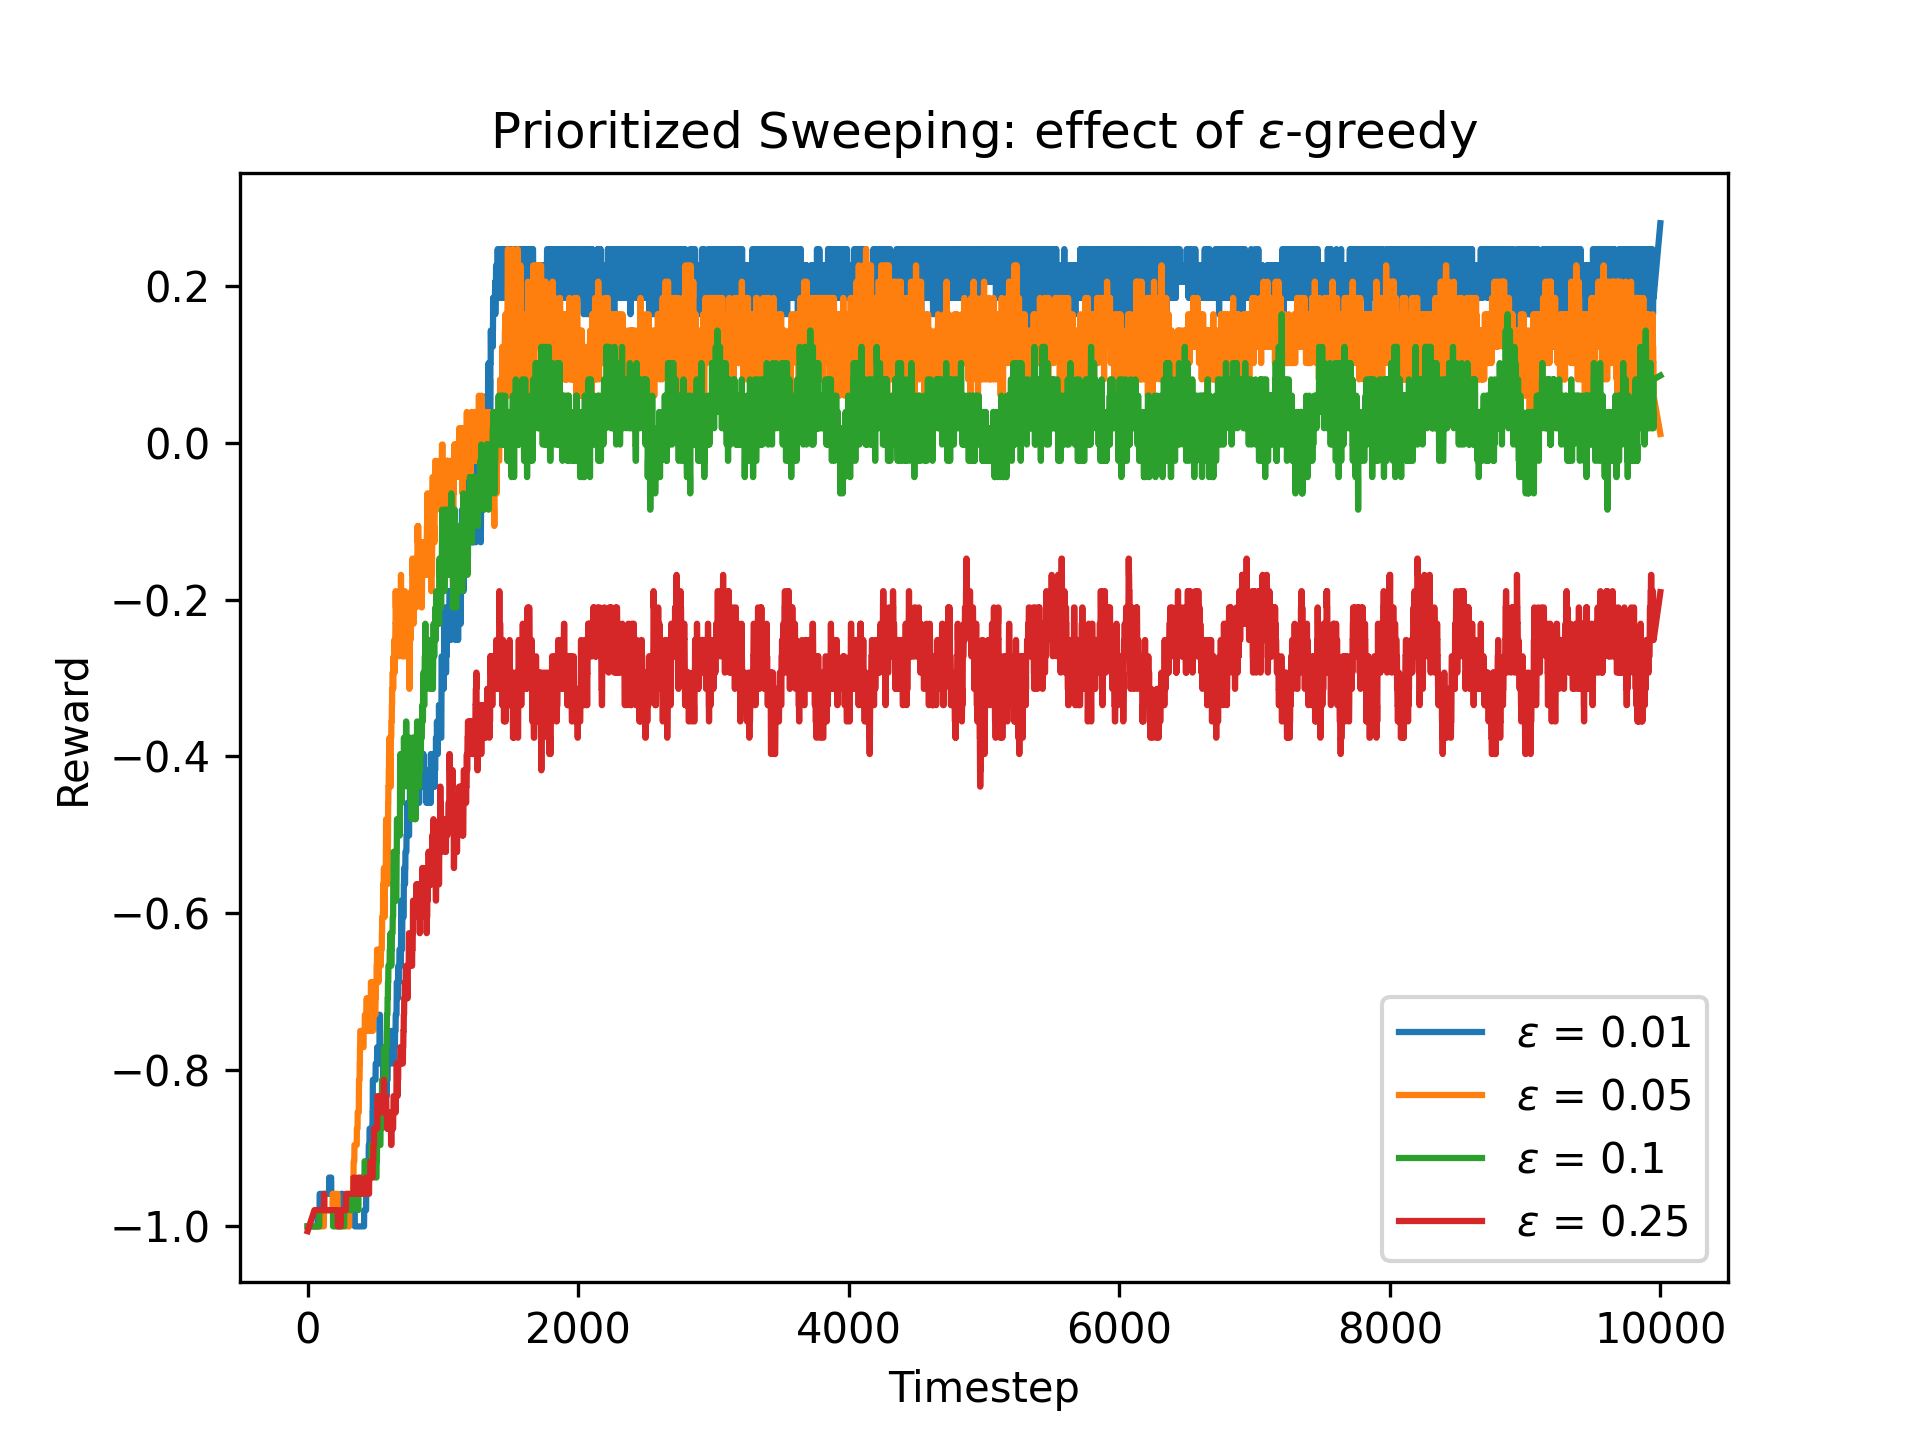 Prioritized Sweeping: effect of ε-greedy
0.2
0.0
−0.2
−0.4
−0.6
−0.8
−1.0
Reward
0 2000 4000 6000 8000 10000
Timestep
ε = 0.01
ε = 0.05
ε = 0.1
ε = 0.25